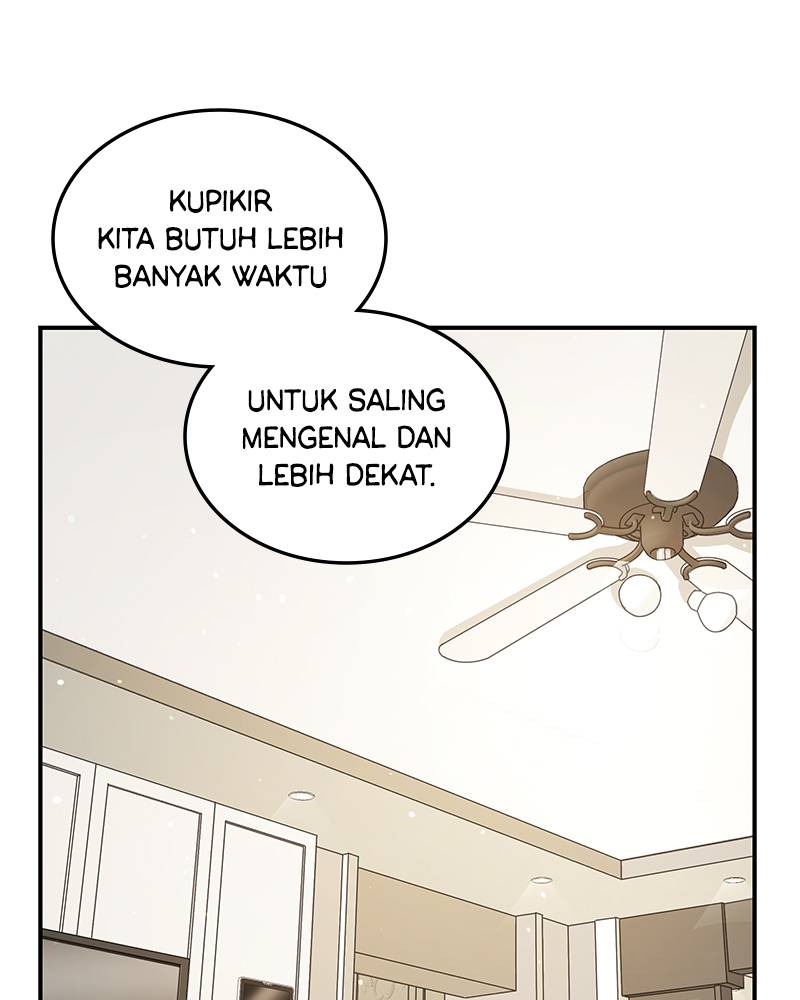 KUPIKIR
KITA BUTUH LEBIH
BANYAK WAKTU
UNTUK SALING
MENGENAL DAN
LEBIH DEKAT.